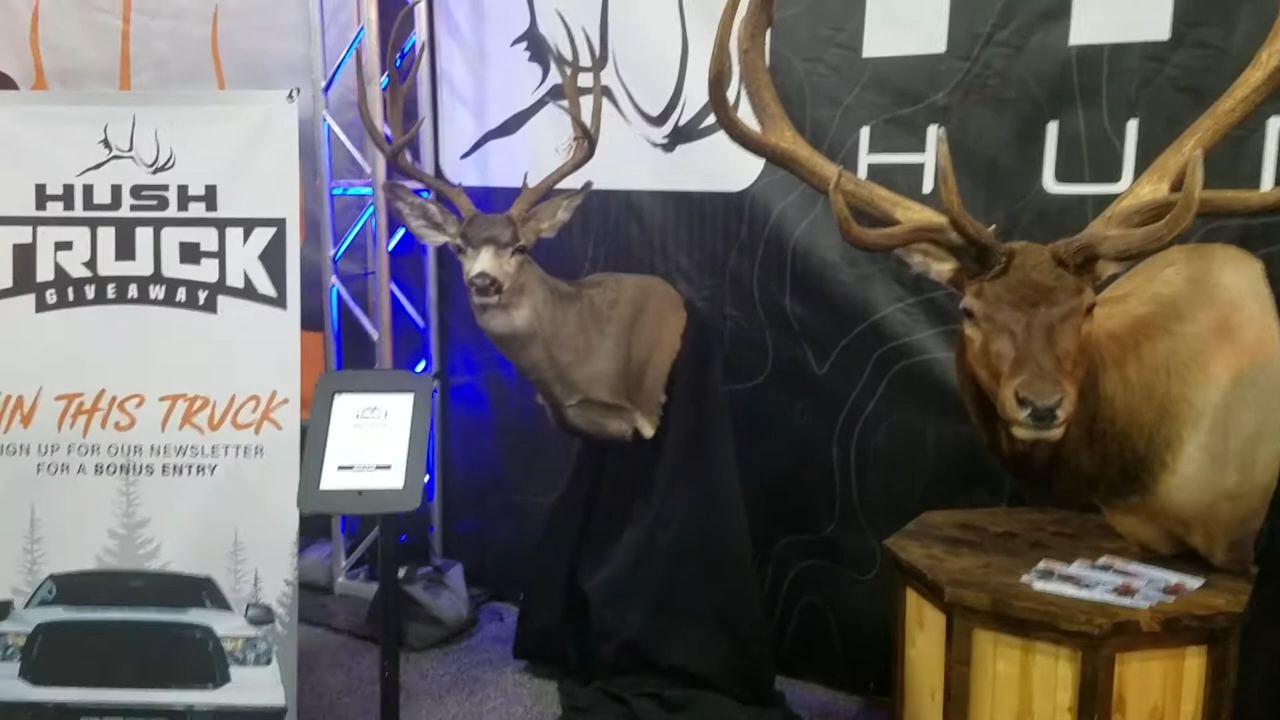 HUSH
TRUCK
GIVEAWAY
IN THIS TRUCK
IGN UP FOR OUR NEWSLETTER
FOR A BONUS ENTRY
HU